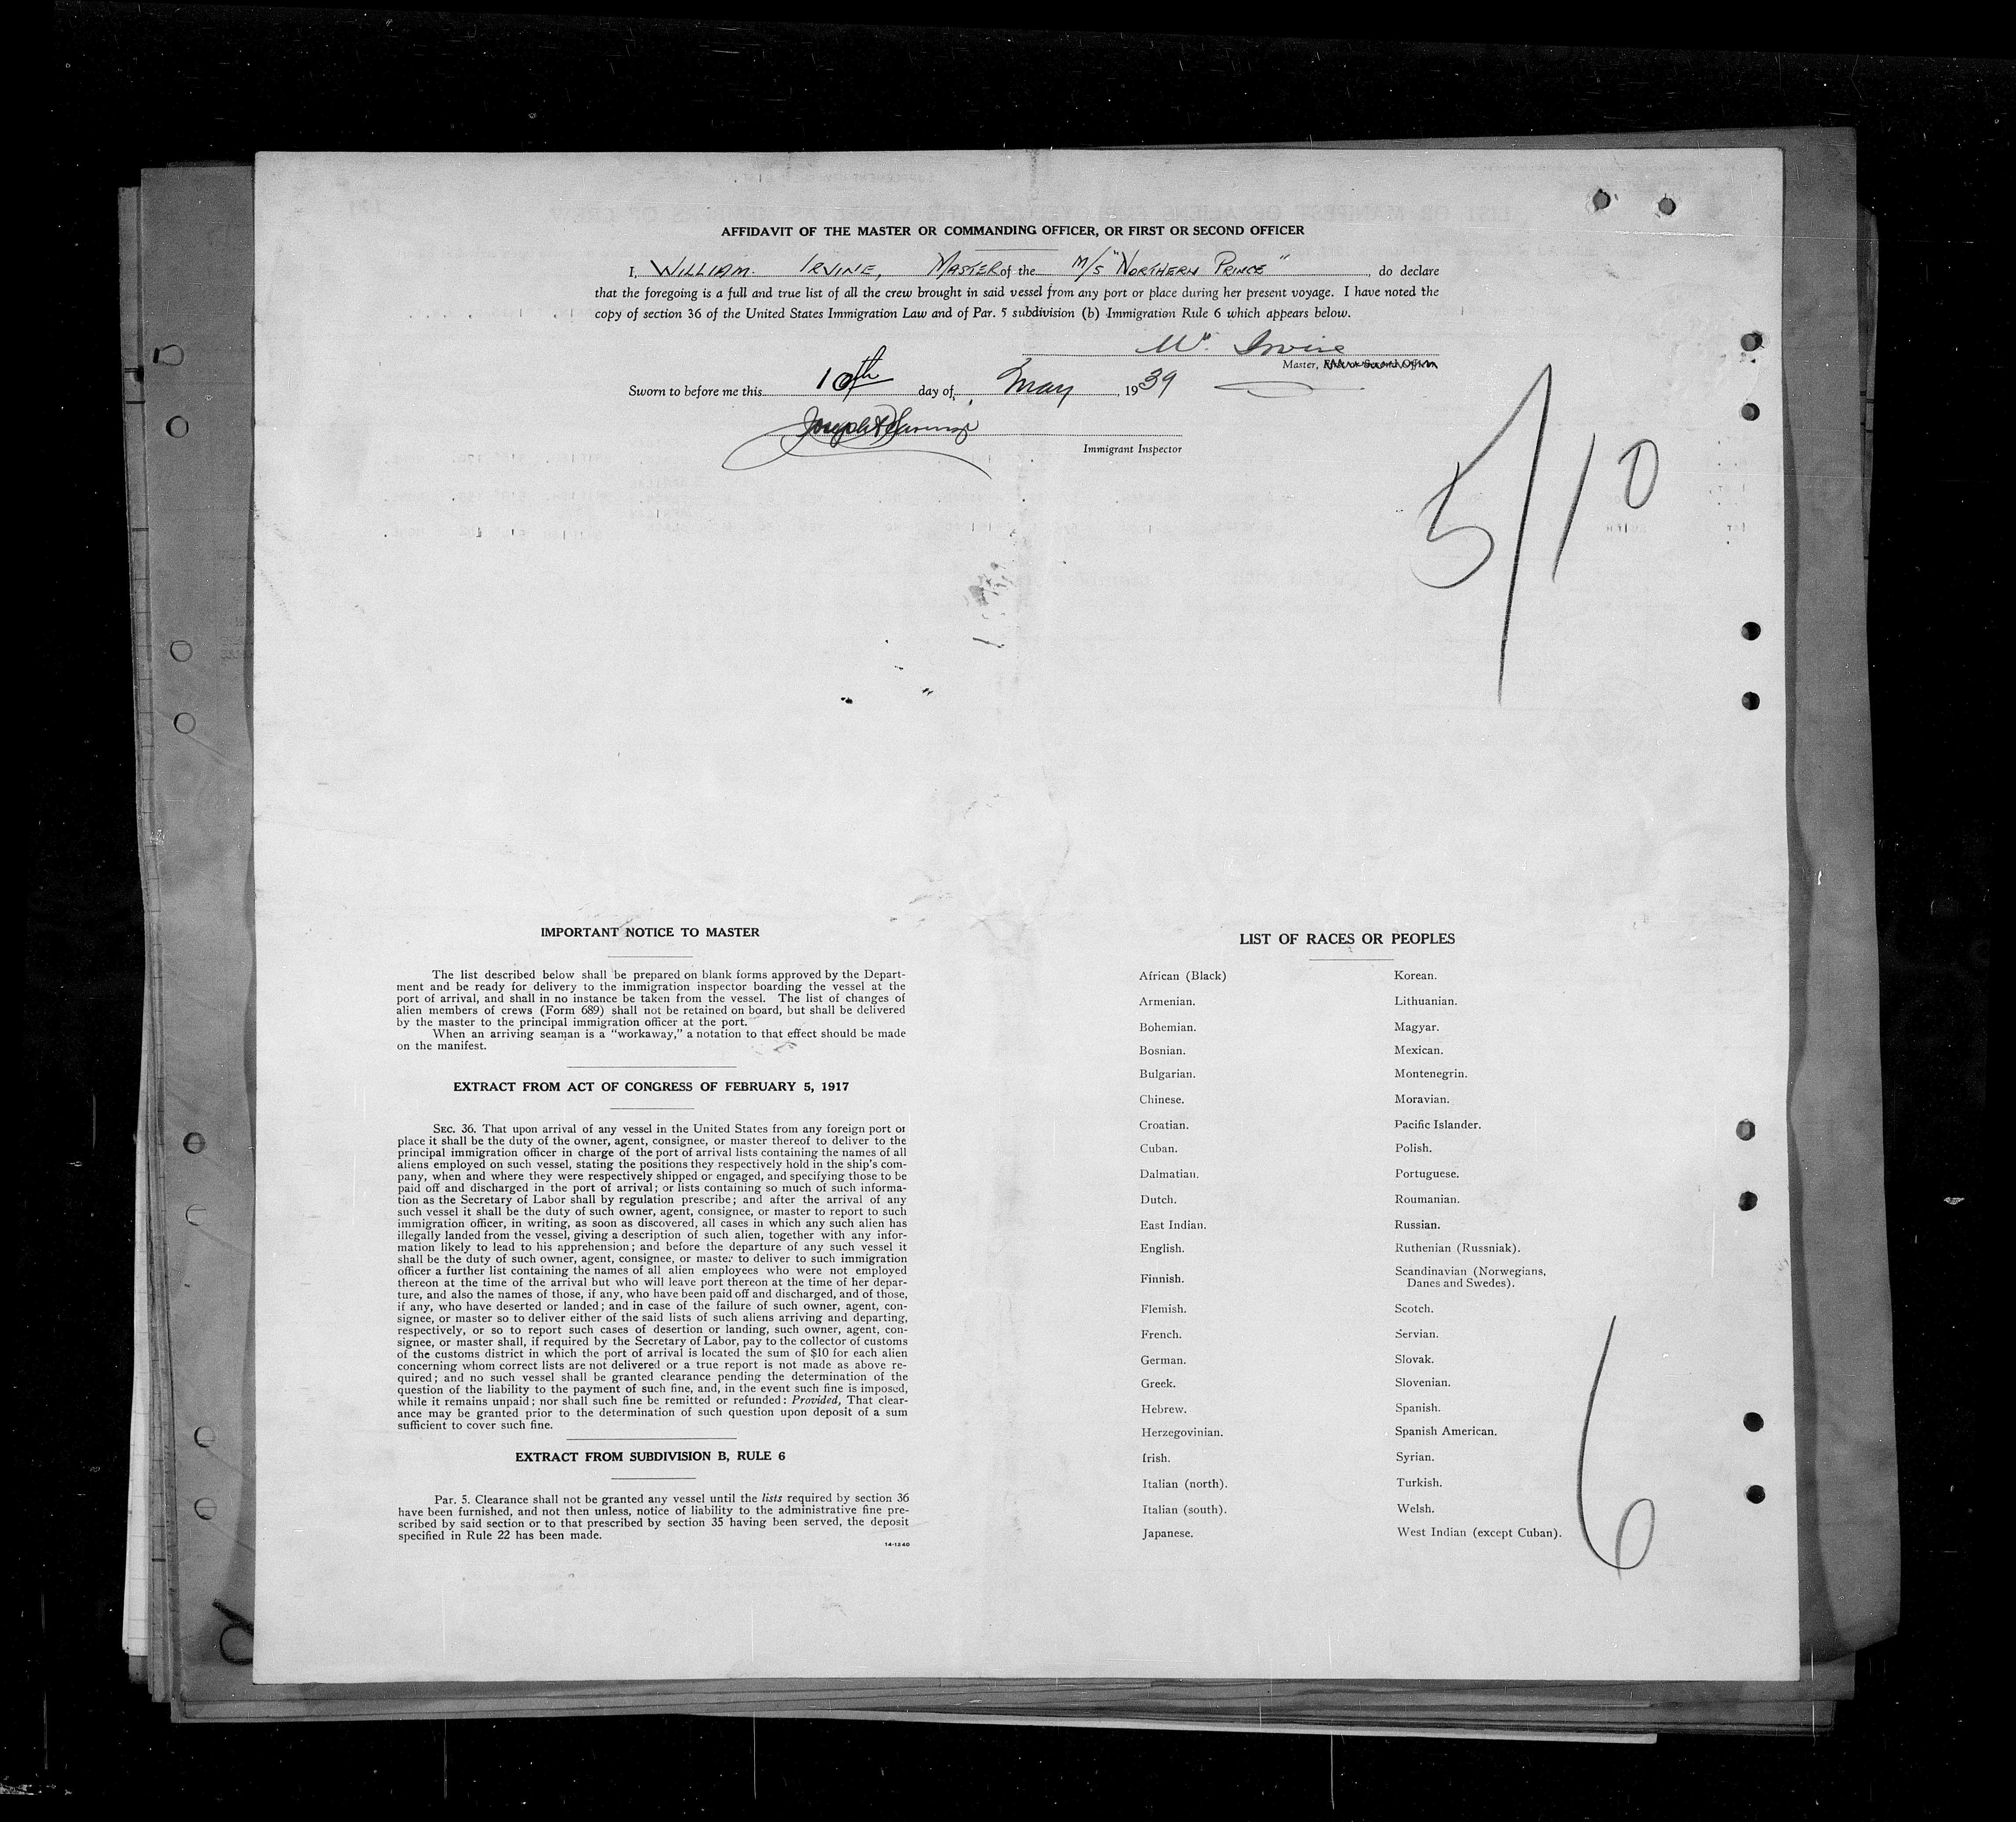 AFFIDAVIT OF THE MASTER OR COMMANDING OFFICER, OR FIRST OR SECOND OFFICER
I, WILLIAM. IRVINE, MASTER of the M/S "NORTHERN PRINCE", do declare
that the foregoing is a full and true list of all the crew brought in said vessel from any port or place during her present voyage. I have noted the
copy of section 36 of the United States Immigration Law and of Par. 5 subdivision (b) Immigration Rule 6 which appears below.
Wm. Irvine
Master, First or Second Officer.
Sworn to before me this 10th day of May, 1939
Joseph
Immigrant Inspector
5/10
IMPORTANT NOTICE TO MASTER
The list described below shall be prepared on blank forms approved by the Depart-
ment and be ready for delivery to the immigration inspector boarding the vessel at the
port of arrival, and shall in no instance be taken from the vessel. The list of changes of
alien members of crews (Form 689) shall not be retained on board, but shall be delivered
by the master to the principal immigration officer at the port.
When an arriving seaman is a "workaway," a notation to that effect should be made
on the manifest.
EXTRACT FROM ACT OF CONGRESS OF FEBRUARY 5, 1917
SEC. 36. That upon arrival of any vessel in the United States from any foreign port or
place it shall be the duty of the owner, agent, consignee, or master thereof to deliver to the
principal immigration officer in charge of the port of arrival lists containing the names of all
aliens employed on such vessel, stating the positions they respectively hold in the ship's com-
pany, when and where they were respectively shipped or engaged, and specifying those to be
paid off and discharged in the port of arrival; or lists containing so much of such informa-
tion as the Secretary of Labor shall by regulation prescribe; and after the arrival of any
such vessel it shall be the duty of such owner, agent, consignee, or master to report to such
immigration officer, in writing, as soon as discovered, all cases in which any such alien has
illegally landed from the vessel, giving a description of such alien, together with any infor-
mation likely to lead to his apprehension; and before the departure of any such vessel it
shall be the duty of such owner, agent, consignee, or master to deliver to such immigration
officer a further list containing the names of all alien employees who were not employed
thereon at the time of the arrival but who will leave port thereon at the time of her depar-
ture, and also the names of those, if any, who have been paid off and discharged, and of those,
if any, who have deserted or landed; and in case of the failure of such owner, agent, con-
signee, or master so to deliver either of the said lists of such aliens arriving and departing,
respectively, or so to report such cases of desertion or landing, such owner, agent, con-
signee, or master shall, if required by the Secretary of Labor, pay to the collector of customs
of the customs district in which the port of arrival is located the sum of $10 for each alien
concerning whom correct lists are not delivered or a true report is not made as above re-
quired; and no such vessel shall be granted clearance pending the determination of the
question of the liability to the payment of such fine, and, in the event such fine is imposed,
while it remains unpaid; nor shall such fine be remitted or refunded: Provided, That clear-
ance may be granted prior to the determination of such question upon deposit of a sum
sufficient to cover such fine.
EXTRACT FROM SUBDIVISION B, RULE 6
Par. 5. Clearance shall not be granted any vessel until the lists required by section 36
have been furnished, and not then unless, notice of liability to the administrative fine pre-
scribed by said section or to that prescribed by section 35 having been served, the deposit
specified in Rule 22 has been made.
14-1240
LIST OF RACES OR PEOPLES
African (Black)
Armenian.
Bohemian.
Bosnian.
Bulgarian.
Chinese.
Croatian.
Cuban.
Dalmatian.
Dutch.
East Indian.
English.
Finnish.
Flemish.
French.
German.
Greek.
Hebrew.
Herzegovinian.
Irish.
Italian (north).
Italian (south).
Japanese.
Korean.
Lithuanian.
Magyar.
Mexican.
Montenegrin.
Moravian.
Pacific Islander.
Polish.
Portuguese.
Roumanian.
Russian.
Ruthenian (Russniak).
Scandinavian (Norwegians,
Danes and Swedes).
Scotch.
Servian.
Slovak.
Slovenian.
Spanish.
Spanish American.
Syrian.
Turkish.
Welsh.
West Indian (except Cuban).
6